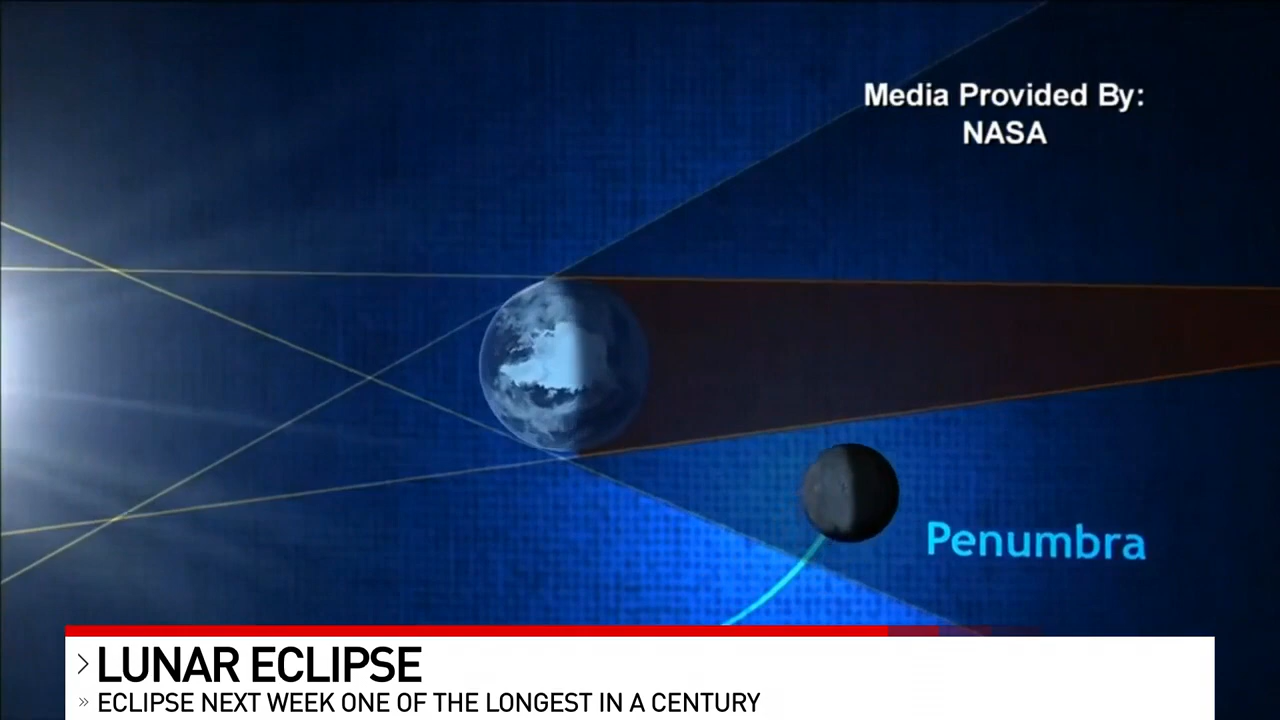 Media Provided By:
NASA
Penumbra
LUNAR ECLIPSE
ECLIPSE NEXT WEEK ONE OF THE LONGEST IN A CENTURY